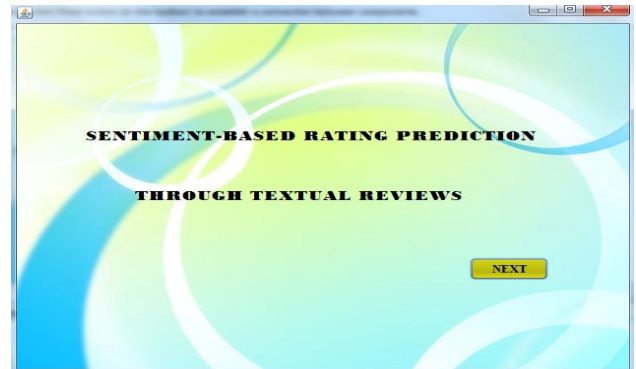 SENTIMENT-BASED RATING PREDICTION
THROUGH TEXTUAL REVIEWS
NEXT